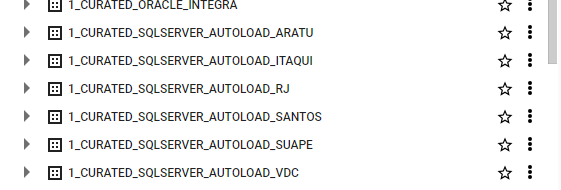 1_CURATED_ORACLE_INTEGRA
1_CURATED_SQLSERVER_AUTOLOAD_ARATU
1_CURATED_SQLSERVER_AUTOLOAD_ITAQUI
1_CURATED_SQLSERVER_AUTOLOAD_RJ
1_CURATED_SQLSERVER_AUTOLOAD_SANTOS
1_CURATED_SQLSERVER_AUTOLOAD_SUAPE
1_CURATED_SQLSERVER_AUTOLOAD_VDC